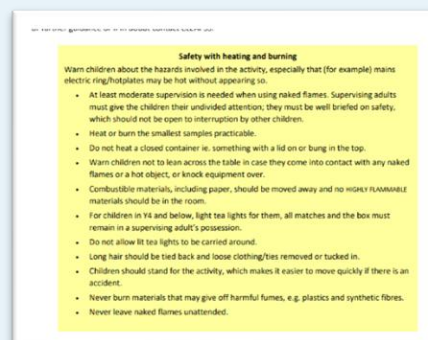 Safety with heating and burning
Warn children about the hazards involved in the activity, especially that (for example) mains
electric ring/hotplates may be hot without appearing so.
• At least moderate supervision is needed when using naked flames. Supervising adults
must give the children their undivided attention; they must be well briefed on safety,
which should not be open to interruption by other children.
• Heat or burn the smallest samples practicable.
• Do not heat a closed container ie. something with a lid on or bung in the top.
• Warn children not to lean across the table in case they come into contact with any naked
flames or a hot object, or knock equipment over.
• Combustible materials, including paper, should be moved away and no HIGHLY FLAMMABLE
materials should be in the room.
• For children in Y4 and below, light tea lights for them, all matches and the box must
remain in a supervising adult's possession.
• Do not allow lit tea lights to be carried around.
• Long hair should be tied back and loose clothing/ties removed or tucked in.
• Children should stand for the activity, which makes it easier to move quickly if there is an
accident.
• Never burn materials that may give off harmful fumes, e.g. plastics and synthetic fibres.
• Never leave naked flames unattended.